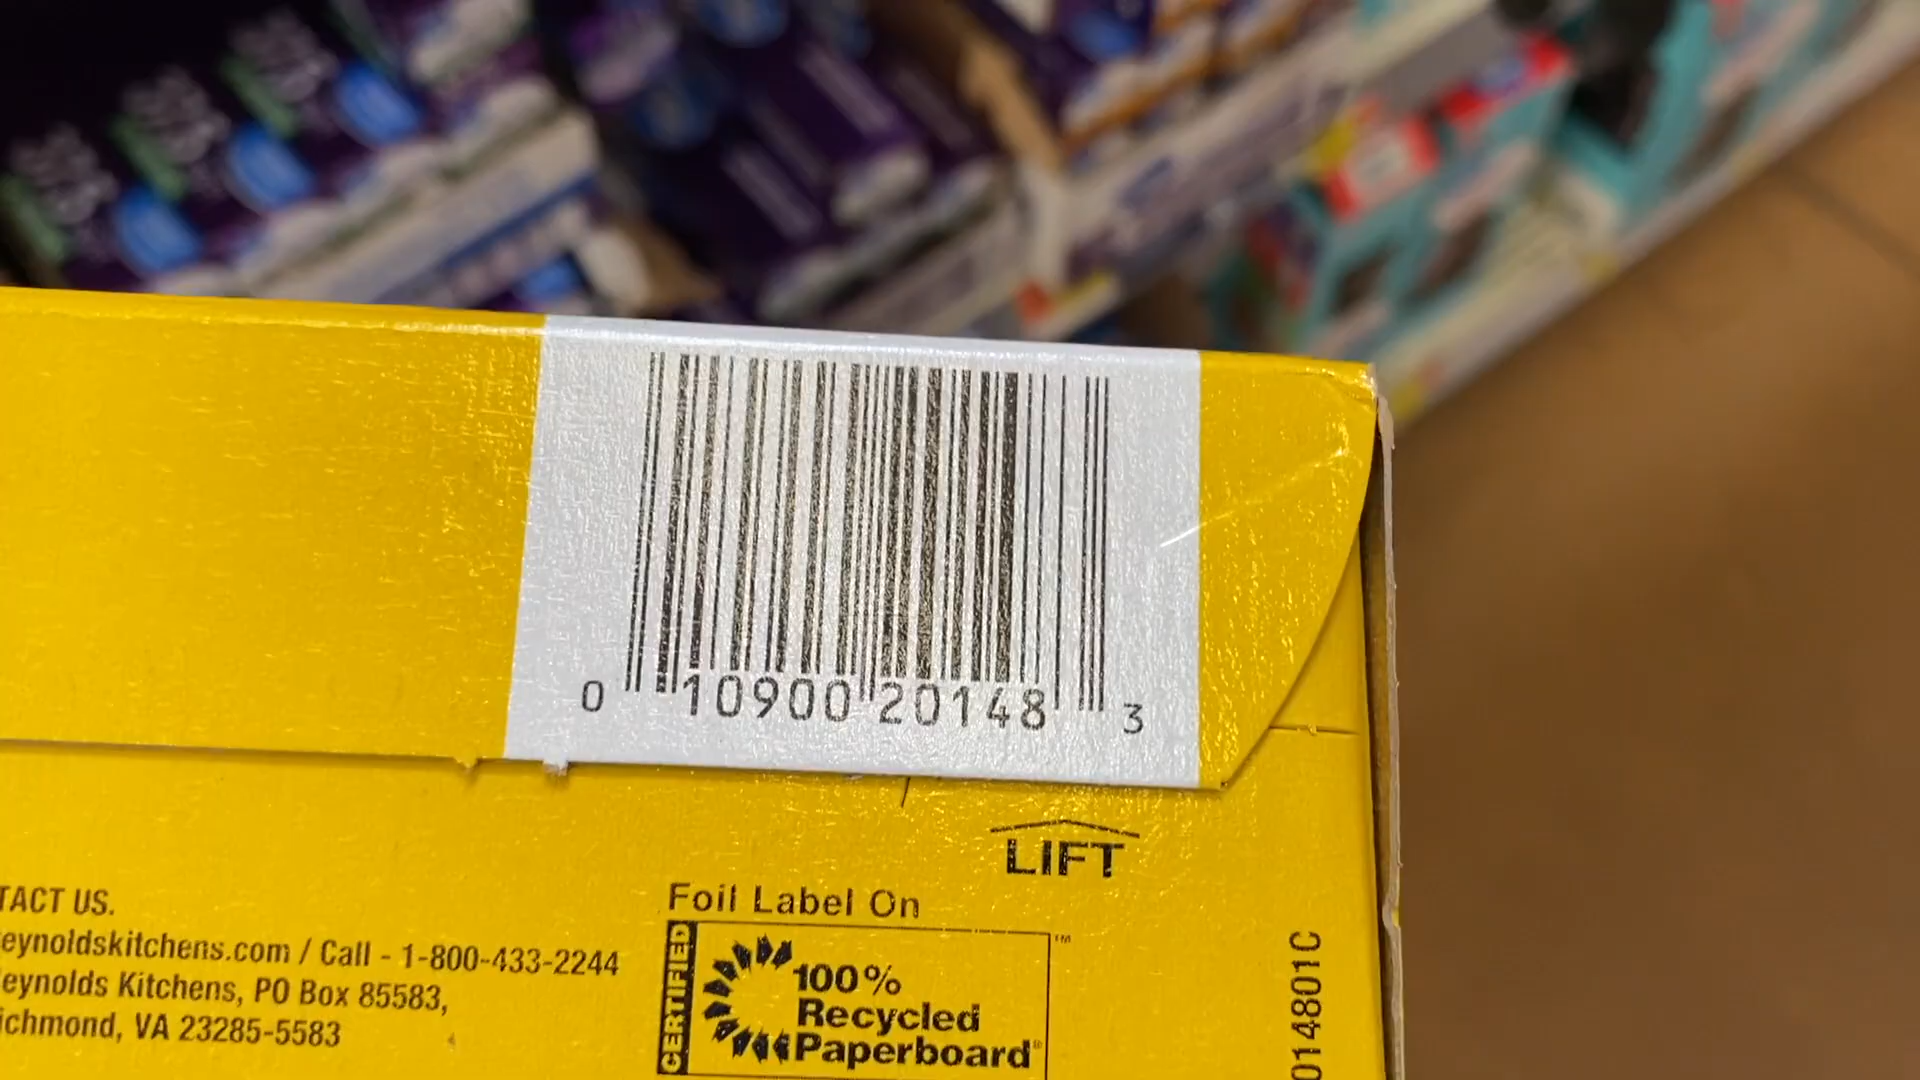 0 10900 20148 3
LIFT
Foil Label On
CERTIFIED
100%
Recycled
Paperboard®
™
TACT US.
eynoldskitchens.com / Call - 1-800-433-2244
eynolds Kitchens, PO Box 85583,
ichmond, VA 23285-5583
014801C